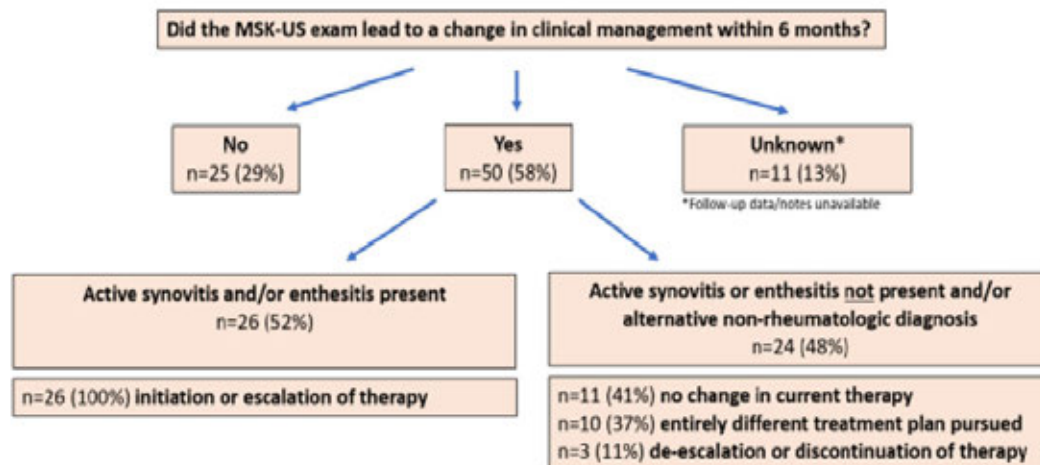 Did the MSK-US exam lead to a change in clinical management within 6 months?
No
n=25 (29%)
Yes
n=50 (58%)
Unknown*
n=11 (13%)
*Follow-up data/notes unavailable
Active synovitis and/or enthesitis present
n=26 (52%)
n=26 (100%) initiation or escalation of therapy
Active synovitis or enthesitis not present and/or
alternative non-rheumatologic diagnosis
n=24 (48%)
n=11 (41%) no change in current therapy
n=10 (37%) entirely different treatment plan pursued
n=3 (11%) de-escalation or discontinuation of therapy